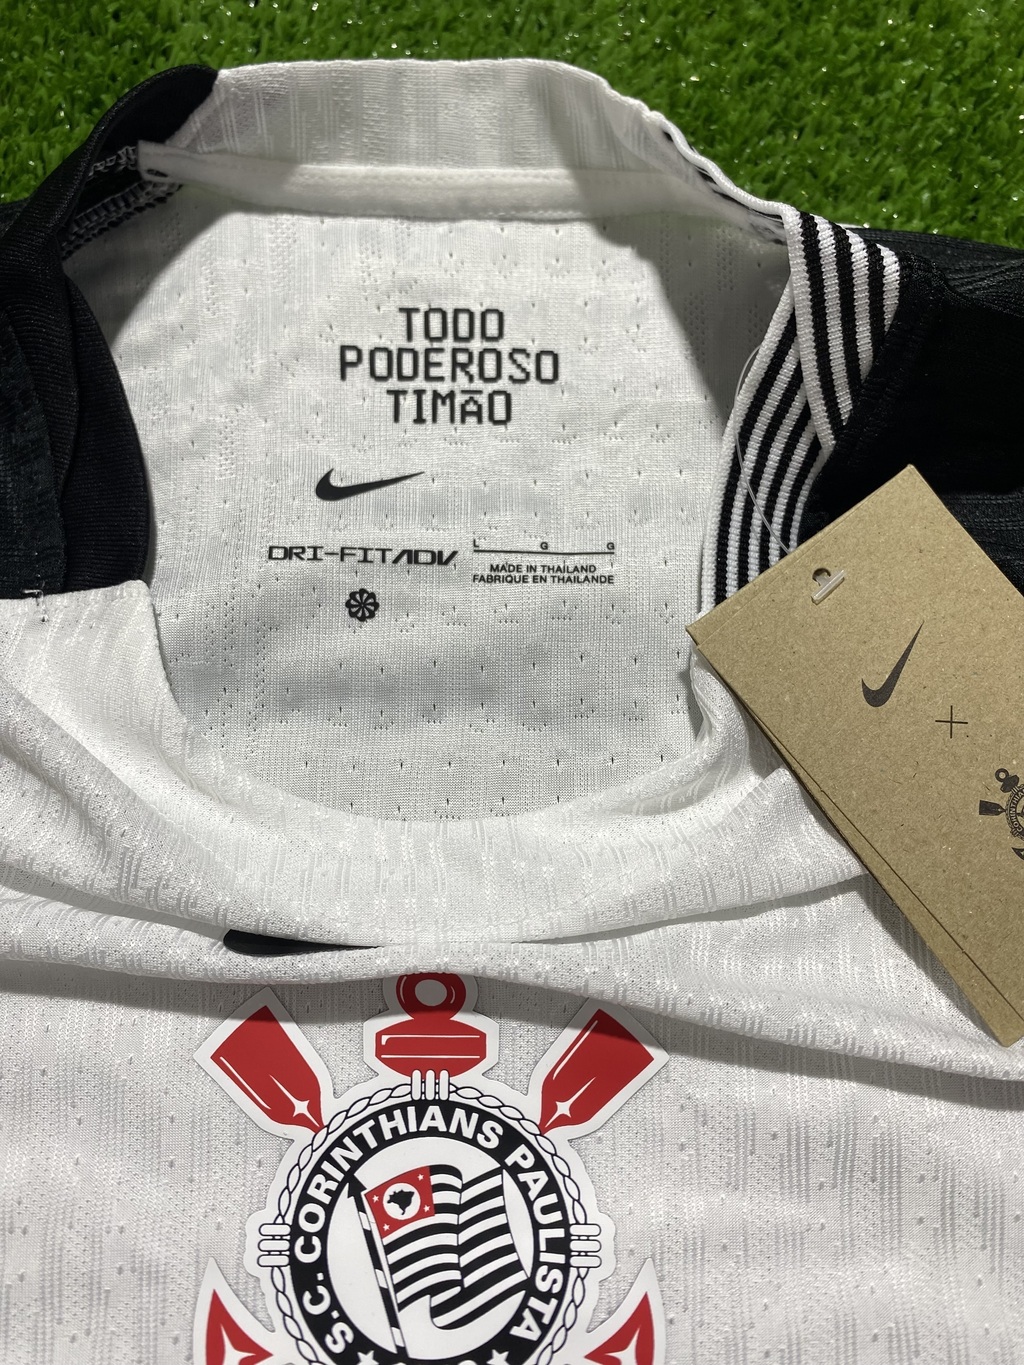 TODO
PODEROSO
TIMÃO
DRI-FIT ADV
L G G
MADE IN THAILAND
FABRIQUE EN THAILANDE
+
S.C. CORINTHIANS PAULISTA